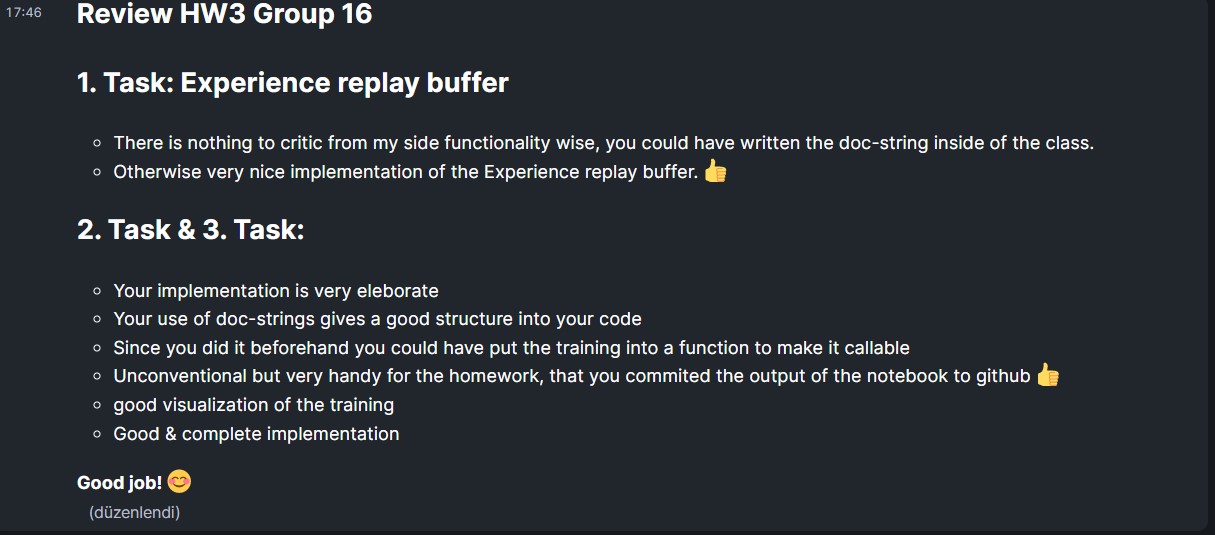 17:46
Review HW3 Group 16
1. Task: Experience replay buffer
There is nothing to critic from my side functionality wise, you could have written the doc-string inside of the class.
Otherwise very nice implementation of the Experience replay buffer. 👍
2. Task & 3. Task:
Your implementation is very eleborate
Your use of doc-strings gives a good structure into your code
Since you did it beforehand you could have put the training into a function to make it callable
Unconventional but very handy for the homework, that you commited the output of the notebook to github 👍
good visualization of the training
Good & complete implementation
Good job! 😊
(düzenlendi)